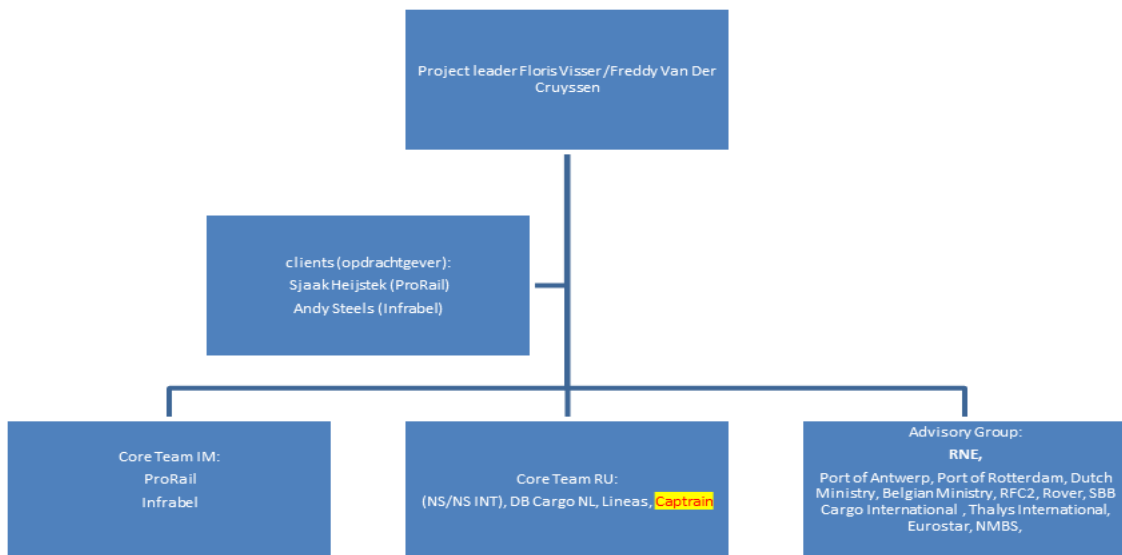 Project leader Floris Visser /Freddy Van Der
Cruyssen
clients (opdrachtgever):
Sjaak Heijstek (ProRail)
Andy Steels (Infrabel)
Core Team IM:
ProRail
Infrabel
Core Team RU:
(NS/NS INT), DB Cargo NL, Lineas, Captrain
Advisory Group:
RNE,
Port of Antwerp, Port of Rotterdam, Dutch
Ministry, Belgian Ministry, RFC2, Rover, SBB
Cargo International , Thalys International,
Eurostar, NMBS,